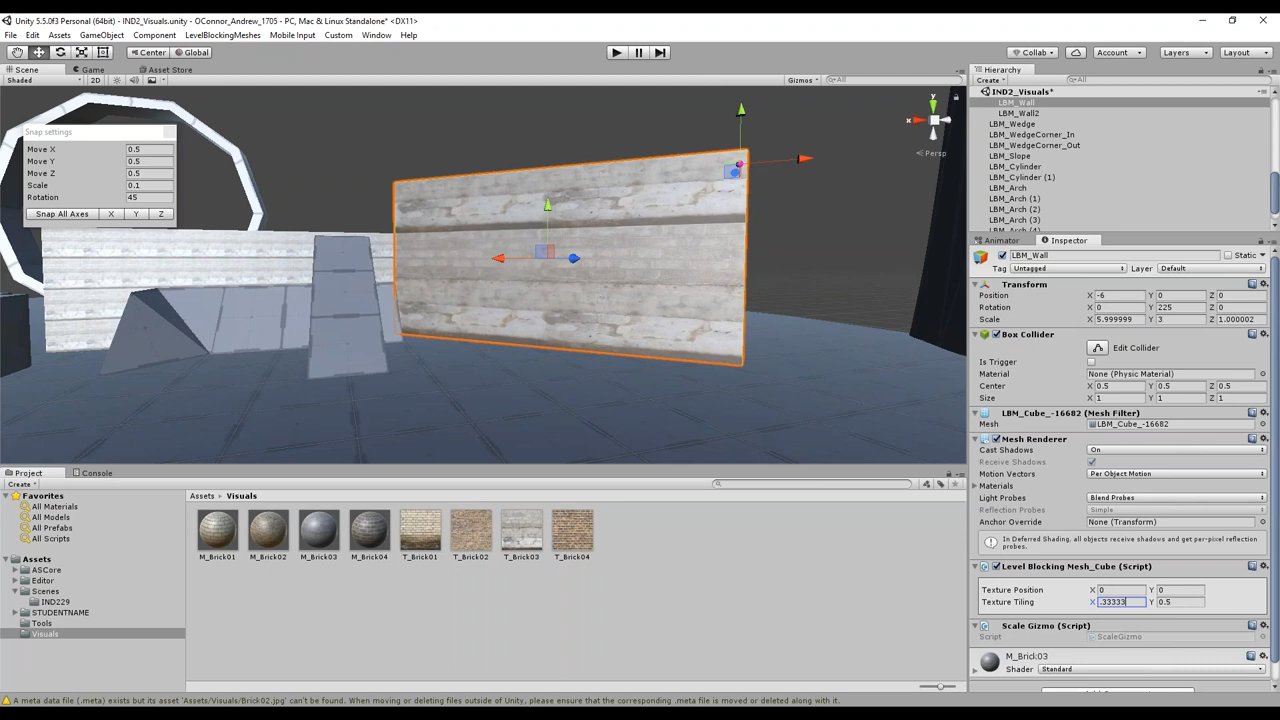 Unity 5.5.0f3 Personal (64bit) - IND2_Visuals.unity - OConnor_Andrew_1705 - PC, Mac & Linux Standalone* <DX11>
File Edit Assets GameObject Component LevelBlockingMeshes Mobile Input Custom Window Help
Center Global Collab Account Layers Layout
Scene Game Asset Store
Shaded 2D Gizmos All
Snap settings
Move X 0.5
Move Y 0.5
Move Z 0.5
Scale 0.1
Rotation 45
Snap All Axes X Y Z
y
x
Persp
Hierarchy
Create All
IND2_Visuals*
LBM_Wall
LBM_Wall2
LBM_Wedge
LBM_WedgeCorner_In
LBM_WedgeCorner_Out
LBM_Slope
LBM_Cylinder
LBM_Cylinder (1)
LBM_Arch
LBM_Arch (1)
LBM_Arch (2)
LBM_Arch (3)
LBM_Arch (4)
Animator Inspector
LBM_Wall Static
Tag Untagged Layer Default
Transform
Position X -6 Y 0 Z 0
Rotation X 0 Y 225 Z 0
Scale X 5.999999 Y 3 Z 1.000002
Box Collider
Edit Collider
Is Trigger
Material None (Physic Material)
Center X 0.5 Y 0.5 Z 0.5
Size X 1 Y 1 Z 1
LBM_Cube_-16682 (Mesh Filter)
Mesh LBM_Cube_-16682
Mesh Renderer
Cast Shadows On
Receive Shadows
Motion Vectors Per Object Motion
Materials
Light Probes Blend Probes
Reflection Probes Simple
Anchor Override None (Transform)
In Deferred Shading, all objects receive shadows and get per-pixel reflection
probes.
Level Blocking Mesh_Cube (Script)
Texture Position X 0 Y 0
Texture Tiling X .33333 Y 0.5
Scale Gizmo (Script)
Script ScaleGizmo
M_Brick03
Shader Standard
Project Console
Create
Favorites
All Materials
All Models
All Prefabs
All Scripts
Assets
ASCore
Editor
Scenes
IND229
STUDENTNAME
Tools
Visuals
Assets Visuals
M_Brick01 M_Brick02 M_Brick03 M_Brick04 T_Brick01 T_Brick02 T_Brick03 T_Brick04
A meta data file (.meta) exists but its asset 'Assets/Visuals/Brick02.jpg' can't be found. When moving or deleting files outside of Unity, please ensure that the corresponding .meta file is moved or deleted along with it.